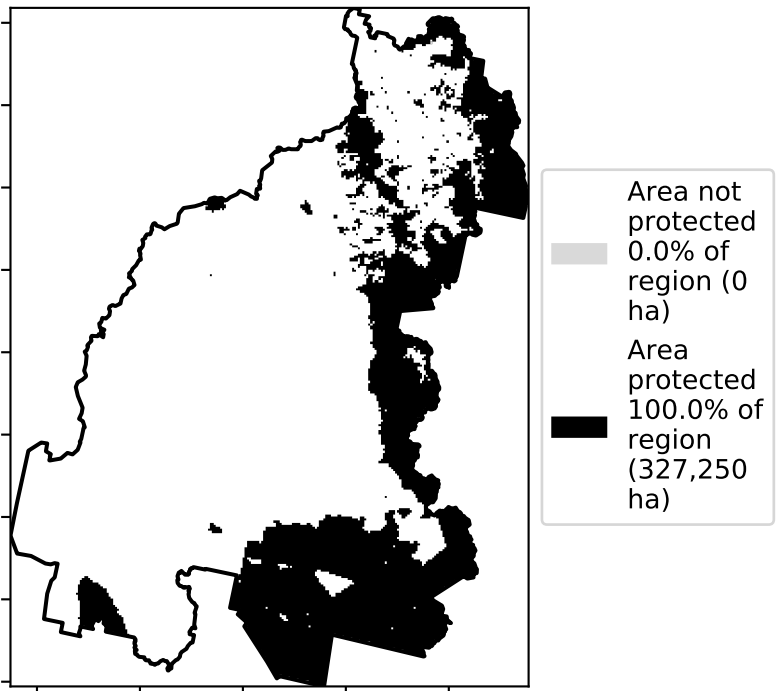 Area not
protected
0.0% of
region (0
ha)
Area
protected
100.0% of
region
(327,250
ha)